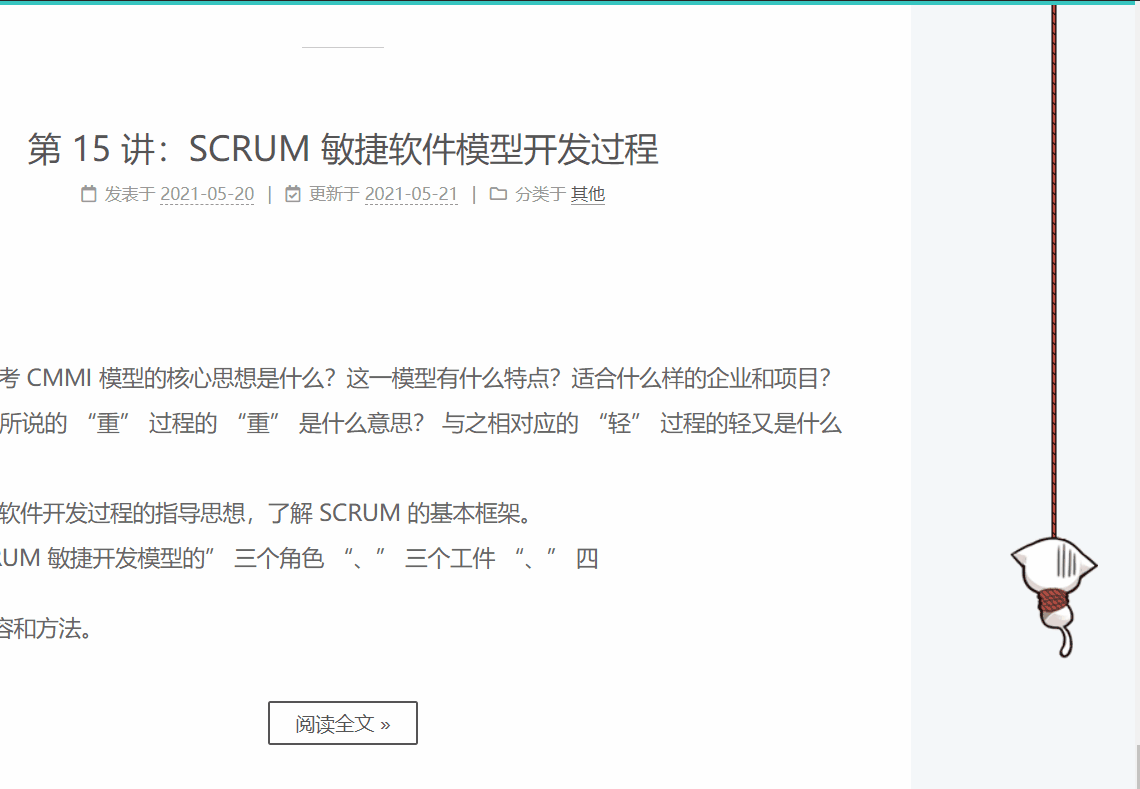 第 15 讲：SCRUM 敏捷软件模型开发过程
发表于 2021-05-20 | 更新于 2021-05-21 | 分类于 其他
考 CMMI 模型的核心思想是什么？这一模型有什么特点？适合什么样的企业和项目？
所说的 “重” 过程的 “重” 是什么意思？ 与之相对应的 “轻” 过程的轻又是什么
软件开发过程的指导思想，了解 SCRUM 的基本框架。
RUM 敏捷开发模型的” 三个角色 “、” 三个工件 “、” 四
容和方法。
阅读全文 »